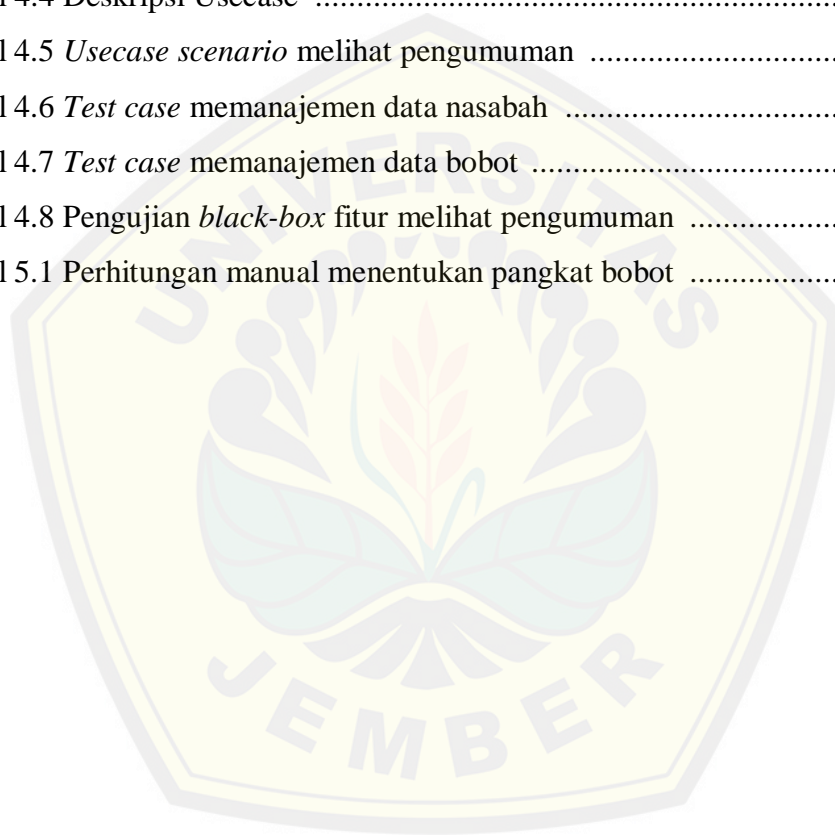 l 4.4 Deskripsi Usecase ........................................................................
l 4.5 Usecase scenario melihat pengumuman ..................................
l 4.6 Test case memanajemen data nasabah .....................................
l 4.7 Test case memanajemen data bobot .........................................
l 4.8 Pengujian black-box fitur melihat pengumuman ....................
l 5.1 Perhitungan manual menentukan pangkat bobot ....................
UNIVERSITAS
JEMBER